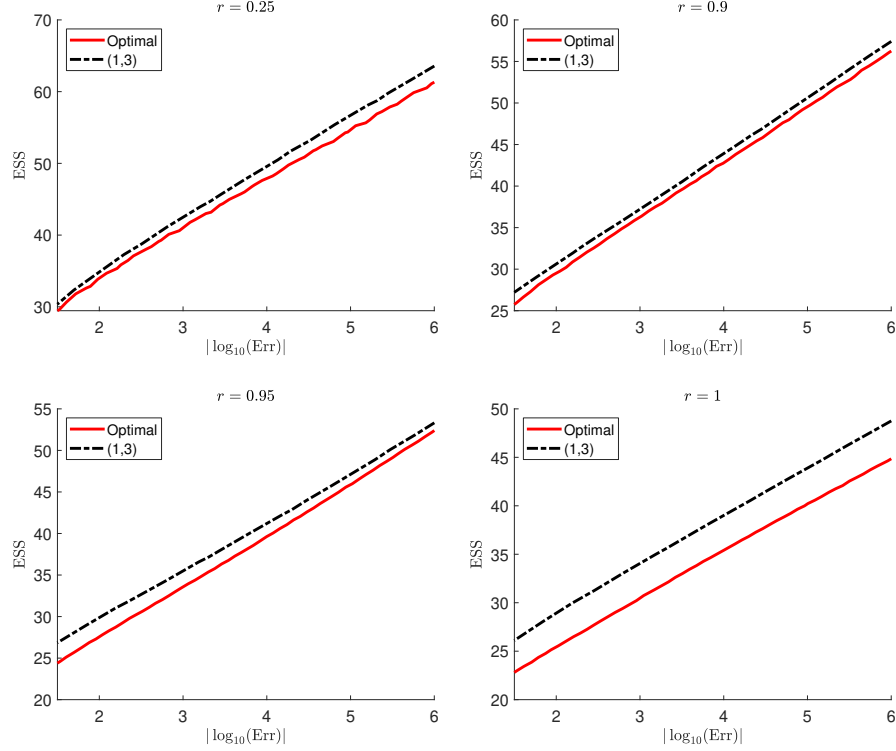 r = 0.25
70
60
50
40
30
ESS
Optimal
(1,3)
2 3 4 5 6
| log10(Err)|
r = 0.9
60
55
50
45
40
35
30
25
ESS
Optimal
(1,3)
2 3 4 5 6
| log10(Err)|
r = 0.95
55
50
45
40
35
30
25
20
ESS
Optimal
(1,3)
2 3 4 5 6
| log10(Err)|
r = 1
50
45
40
35
30
25
20
ESS
Optimal
(1,3)
2 3 4 5 6
| log10(Err)|